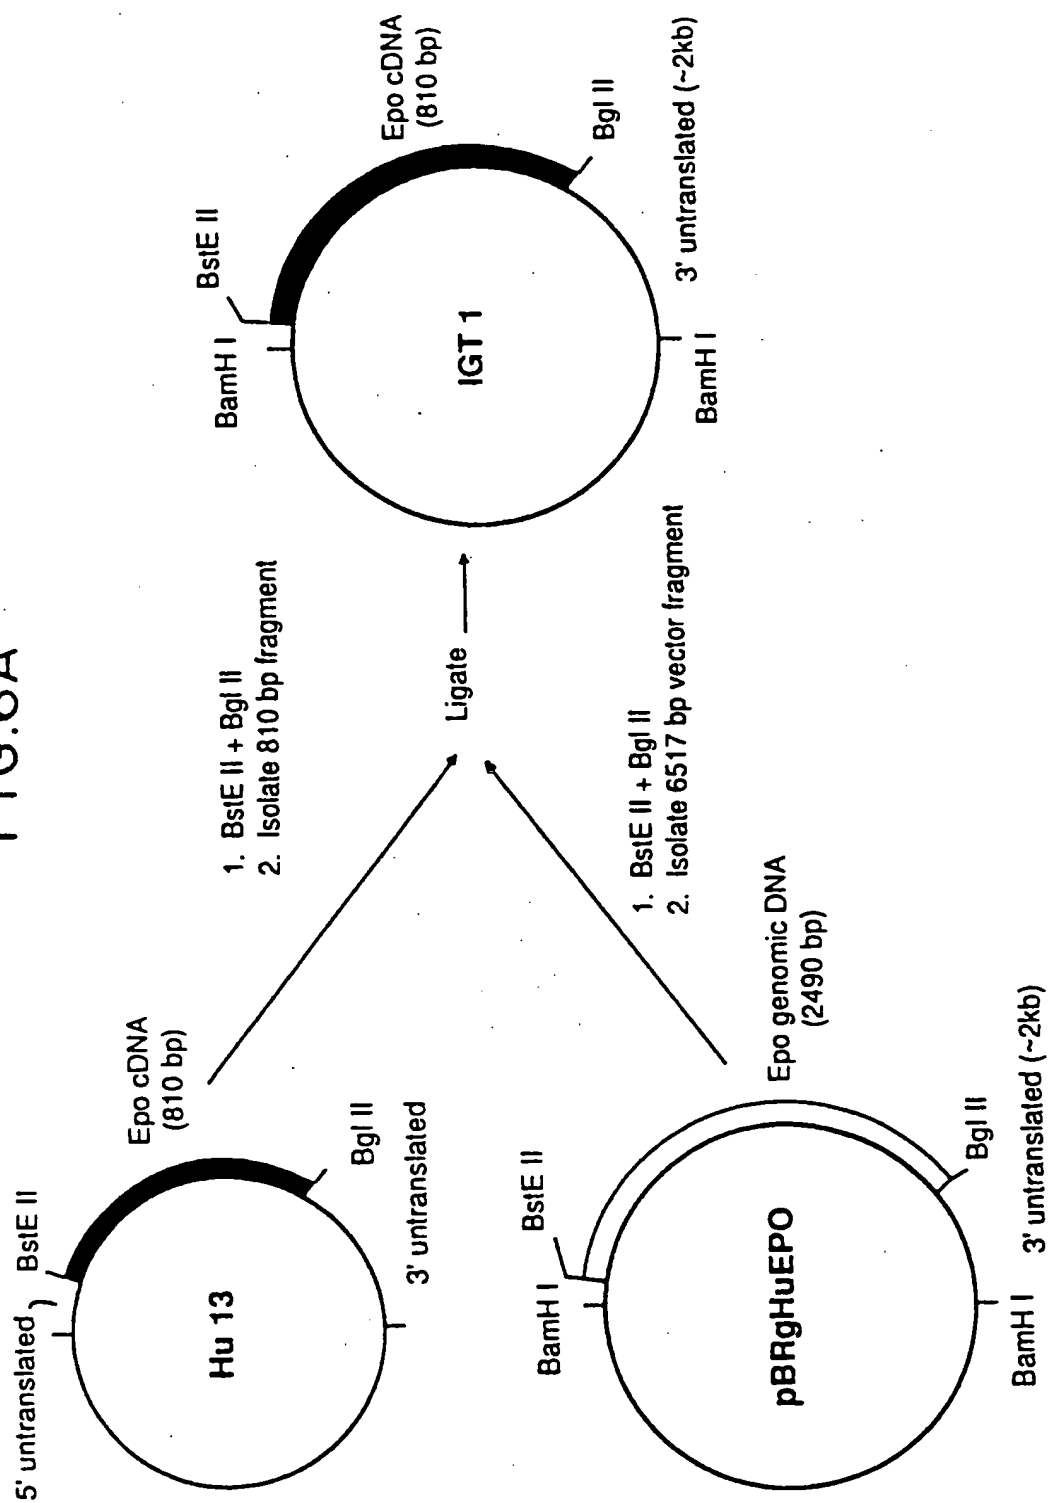 FIG.6A
5' untranslated
BstE II
Epo cDNA
(810 bp)
Hu 13
Bgl II
3' untranslated
1. BstE II + Bgl II
2. Isolate 810 bp fragment
Ligate
BamH I
BstE II
Epo cDNA
(810 bp)
IGT 1
Bgl II
3' untranslated (~2kb)
BamH I
BamH I
BstE II
Epo genomic DNA
(2490 bp)
pBRgHuEPO
Bgl II
3' untranslated (~2kb)
BamH I
1. BstE II + Bgl II
2. Isolate 6517 bp vector fragment